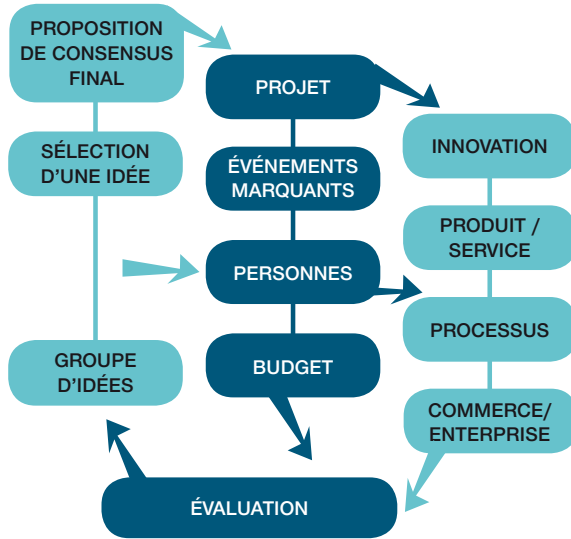 PROPOSITION
DE CONSENSUS
FINAL
SÉLECTION
D’UNE IDÉE
GROUPE
D’IDÉES
PROJET
ÉVÉNEMENTS
MARQUANTS
PERSONNES
BUDGET
INNOVATION
PRODUIT /
SERVICE
PROCESSUS
COMMERCE/
ENTERPRISE
ÉVALUATION